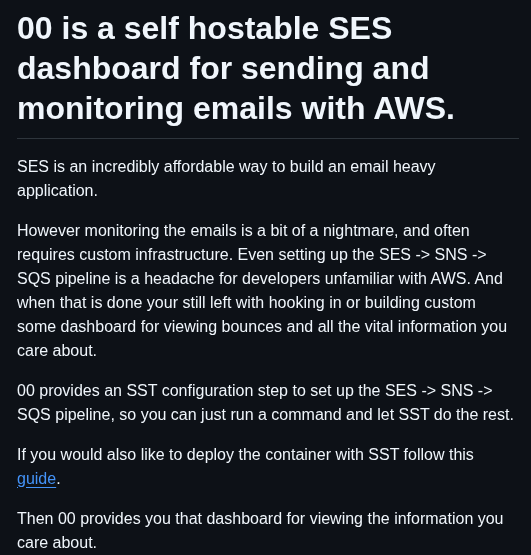 00 is a self hostable SES
dashboard for sending and
monitoring emails with AWS.
SES is an incredibly affordable way to build an email heavy
application.
However monitoring the emails is a bit of a nightmare, and often
requires custom infrastructure. Even setting up the SES -> SNS ->
SQS pipeline is a headache for developers unfamiliar with AWS. And
when that is done your still left with hooking in or building custom
some dashboard for viewing bounces and all the vital information you
care about.
00 provides an SST configuration step to set up the SES -> SNS ->
SQS pipeline, so you can just run a command and let SST do the rest.
If you would also like to deploy the container with SST follow this
guide.
Then 00 provides you that dashboard for viewing the information you
care about.